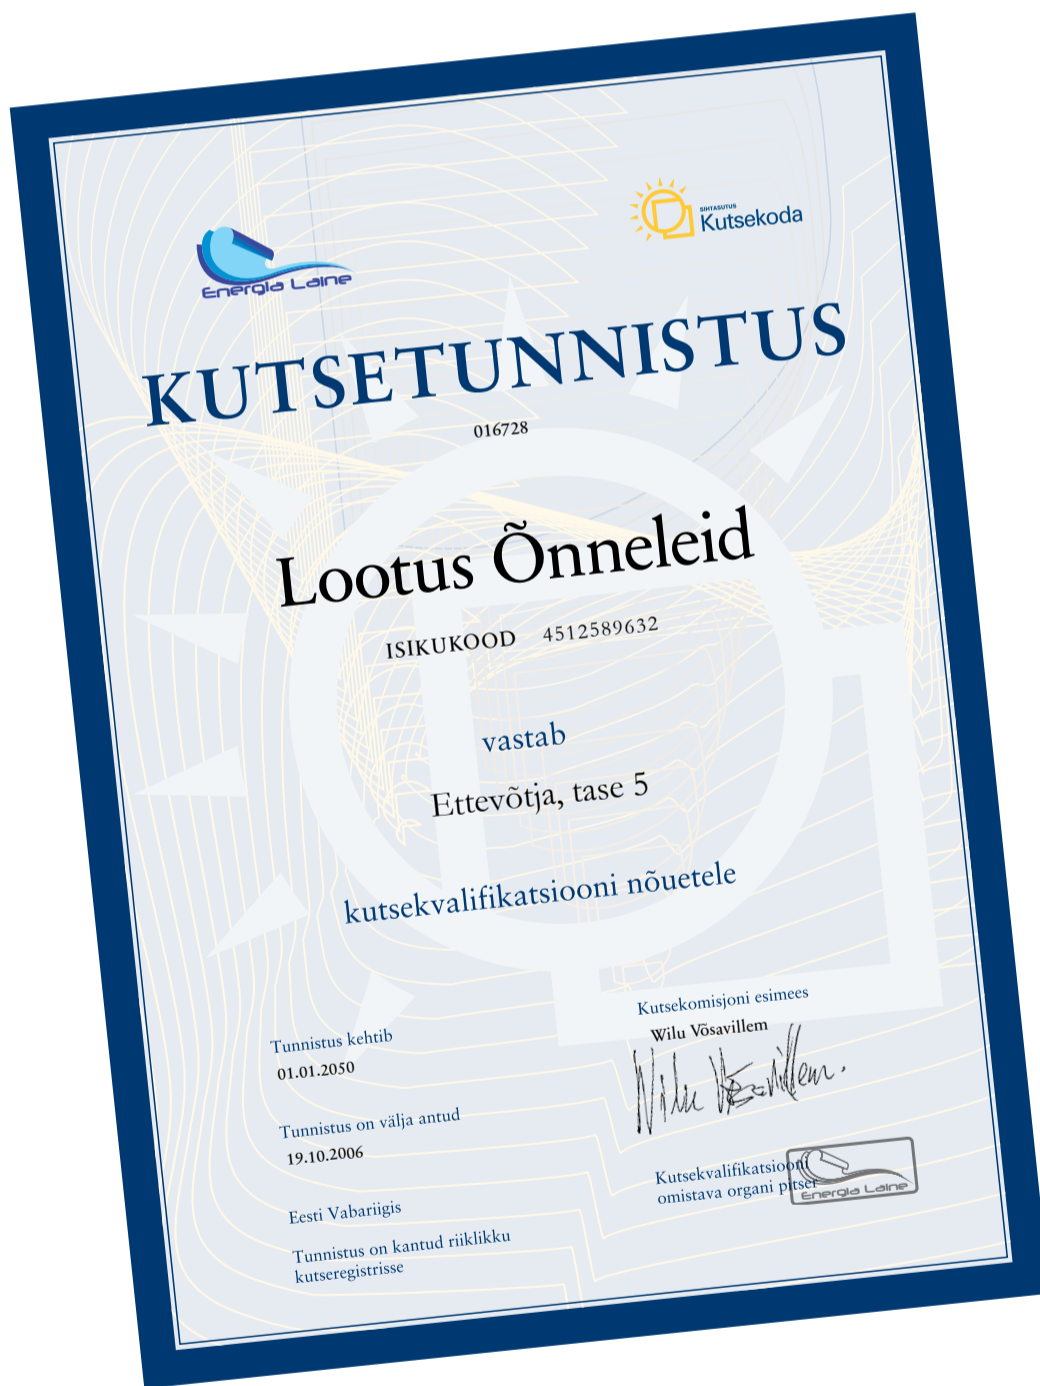 Energia Laine
SIHTASUTUS
Kutsekoda
KUTSETUNNISTUS
016728
Lootus Õnneleid
ISIKUKOOD 4512589632
vastab
Ettevõtja, tase 5
kutsekvalifikatsiooni nõuetele
Tunnistus kehtib
01.01.2050
Tunnistus on välja antud
19.10.2006
Eesti Vabariigis
Tunnistus on kantud riiklikku
kutseregistrisse
Kutsekomisjoni esimees
Wilu Võsavillem
Wilu Võsavillem.
Kutsekvalifikatsiooni
omistava organi pitser
Energia Laine